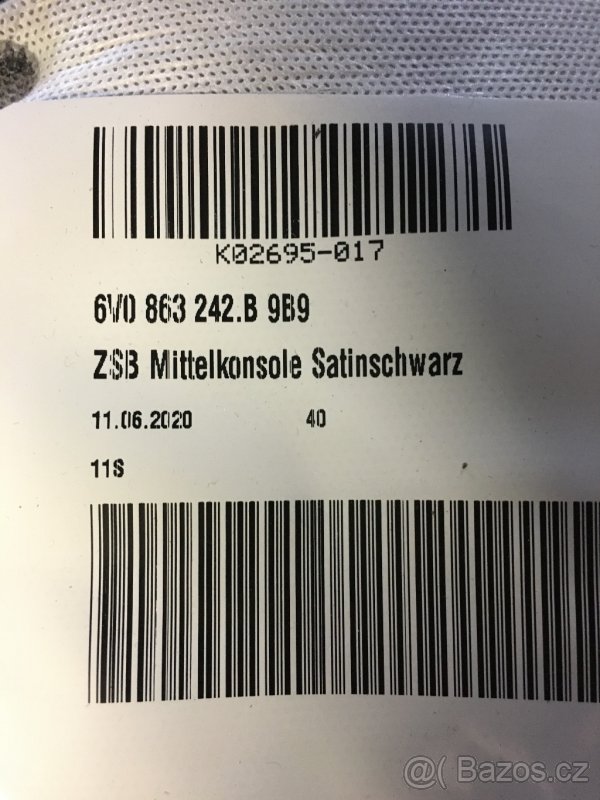 K02695-017
6V0 863 242.B 9B9
ZSB Mittelkonsole Satinschwarz
11.06.2020 40
11S
@( Bazos.cz